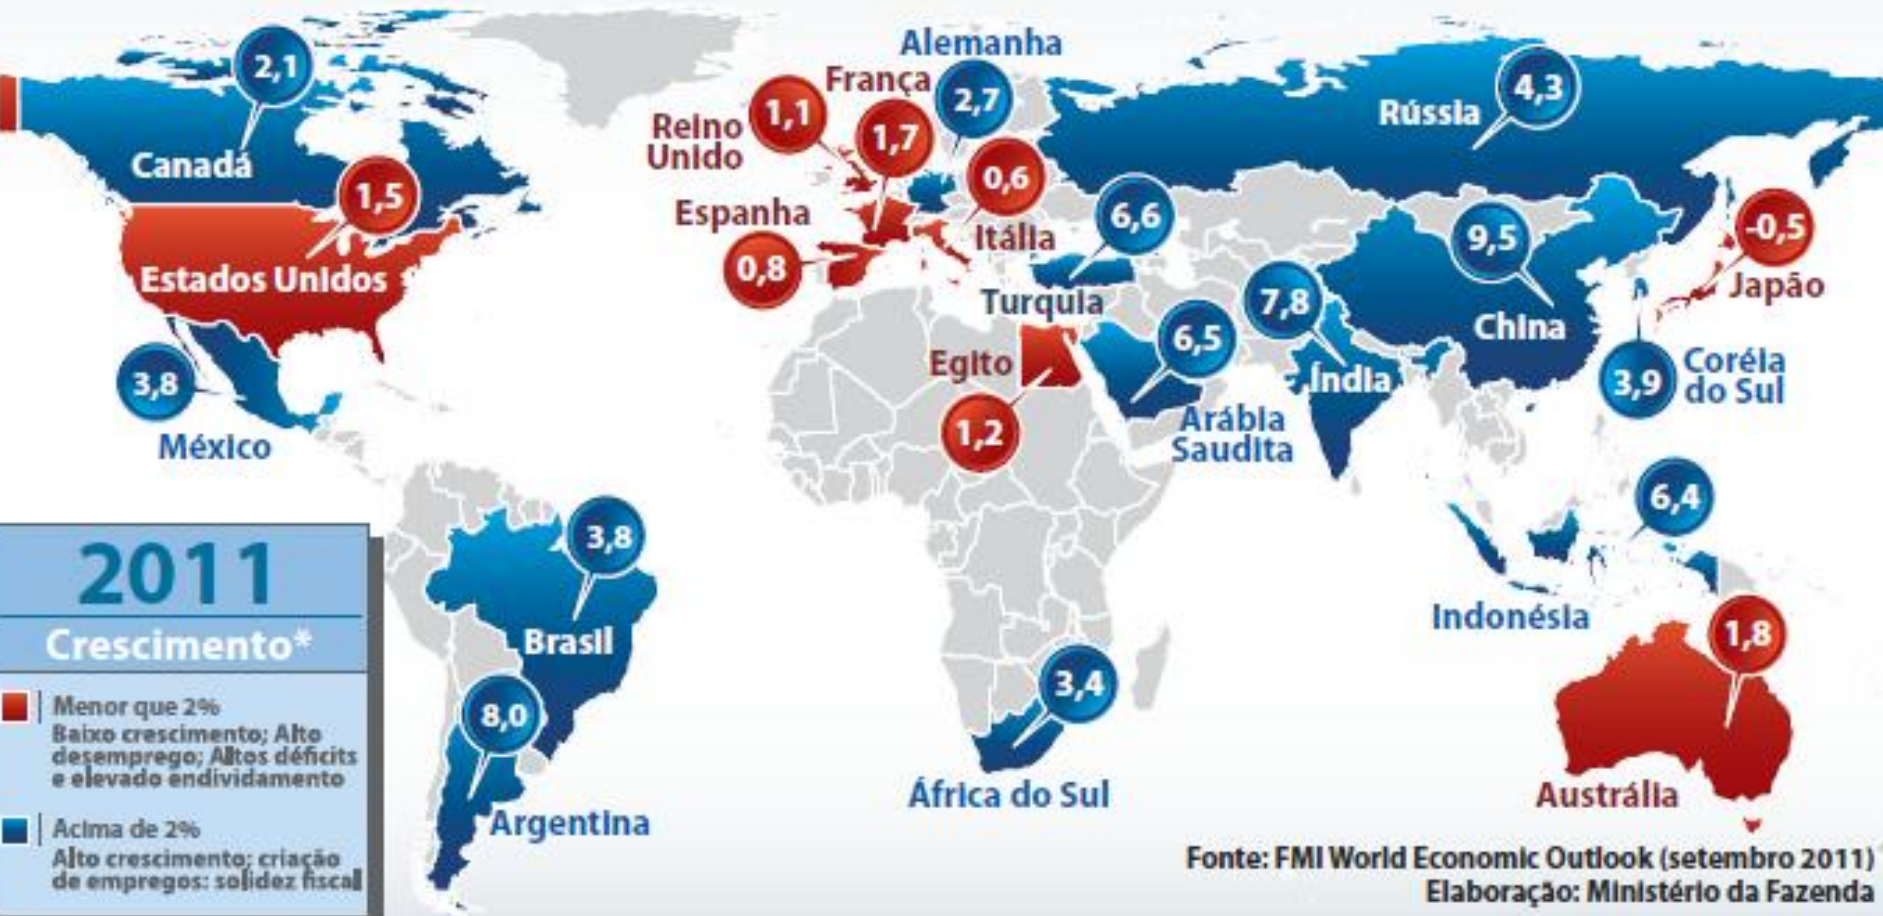 2,1
Canadá
1,5
Estados Unidos
3,8
México
Alemanha
2,7
França
1,7
Reino
Unido
1,1
0,6
Itália
Espanha
0,8
6,6
Turquia
Egito
1,2
6,5
Arábia
Saudita
Rússia
4,3
7,8
Índia
9,5
China
-0,5
Japão
3,9
Coréia
do Sul
6,4
Indonésia
1,8
Austrália
3,8
Brasil
8,0
Argentina
3,4
África do Sul
2011
Crescimento*
Menor que 2%
Baixo crescimento; Alto
desemprego; Altos déficits
e elevado endividamento
Acima de 2%
Alto crescimento; criação
de empregos: solidez fiscal
Fonte: FMI World Economic Outlook (setembro 2011)
Elaboração: Ministério da Fazenda